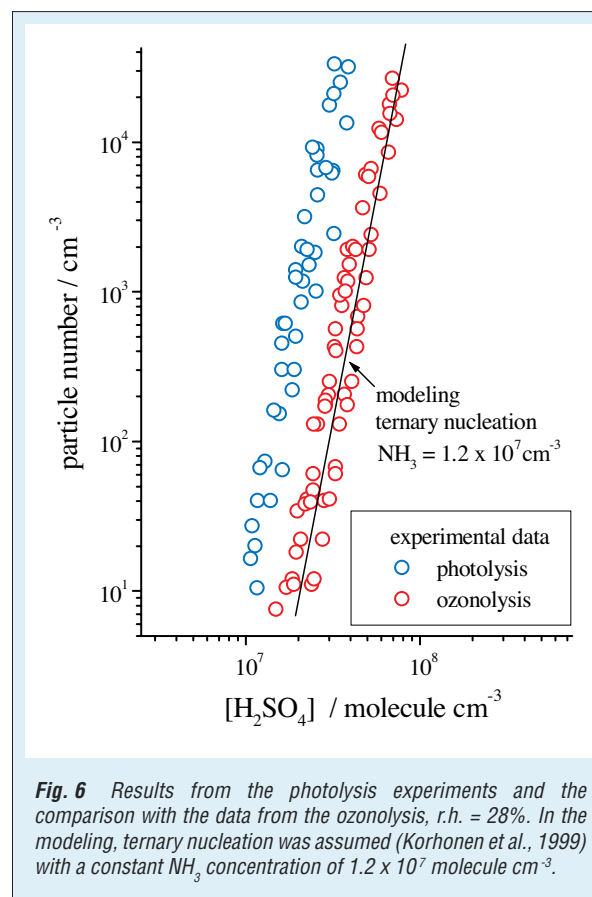 10⁴
10³
10²
10¹
particle number / cm⁻³
modeling
ternary nucleation
NH₃ = 1.2 x 10⁷cm⁻³
experimental data
photolysis
ozonolysis
10⁷ 10⁸
[H₂SO₄] / molecule cm⁻³
Fig. 6 Results from the photolysis experiments and the
comparison with the data from the ozonolysis, r.h. = 28%. In the
modeling, ternary nucleation was assumed (Korhonen et al., 1999)
with a constant NH₃ concentration of 1.2 x 10⁷ molecule cm⁻³.